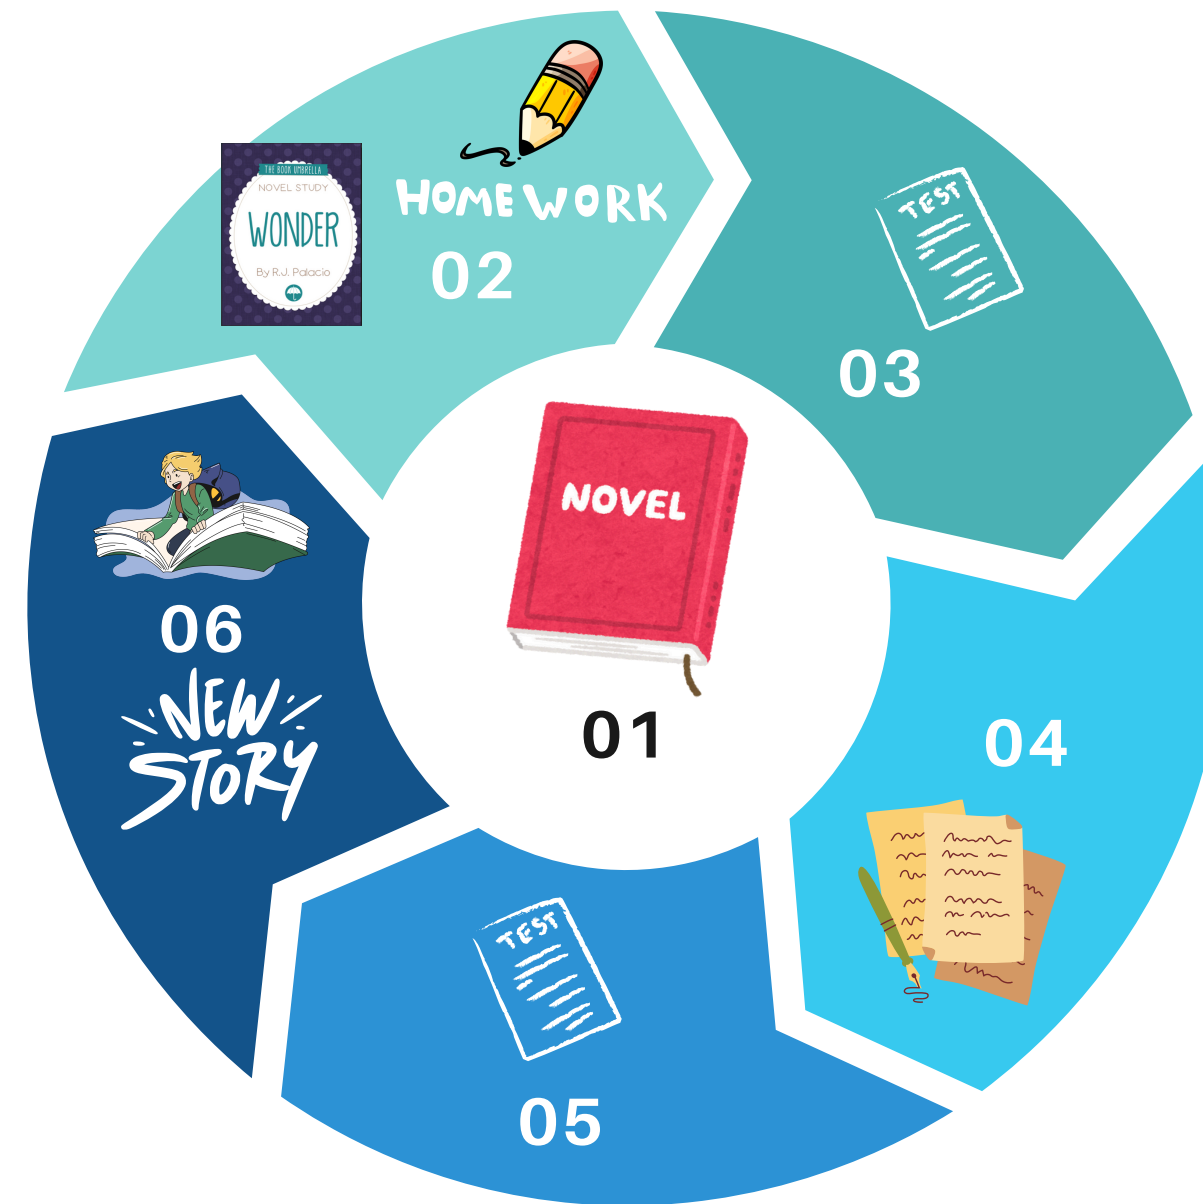 THE BOOK UMBRELLA
NOVEL STUDY
WONDER
By R.J. Palacio
HOMEWORK
02
TEST
03
NOVEL
01
04
TEST
05
06
NEW
STORY